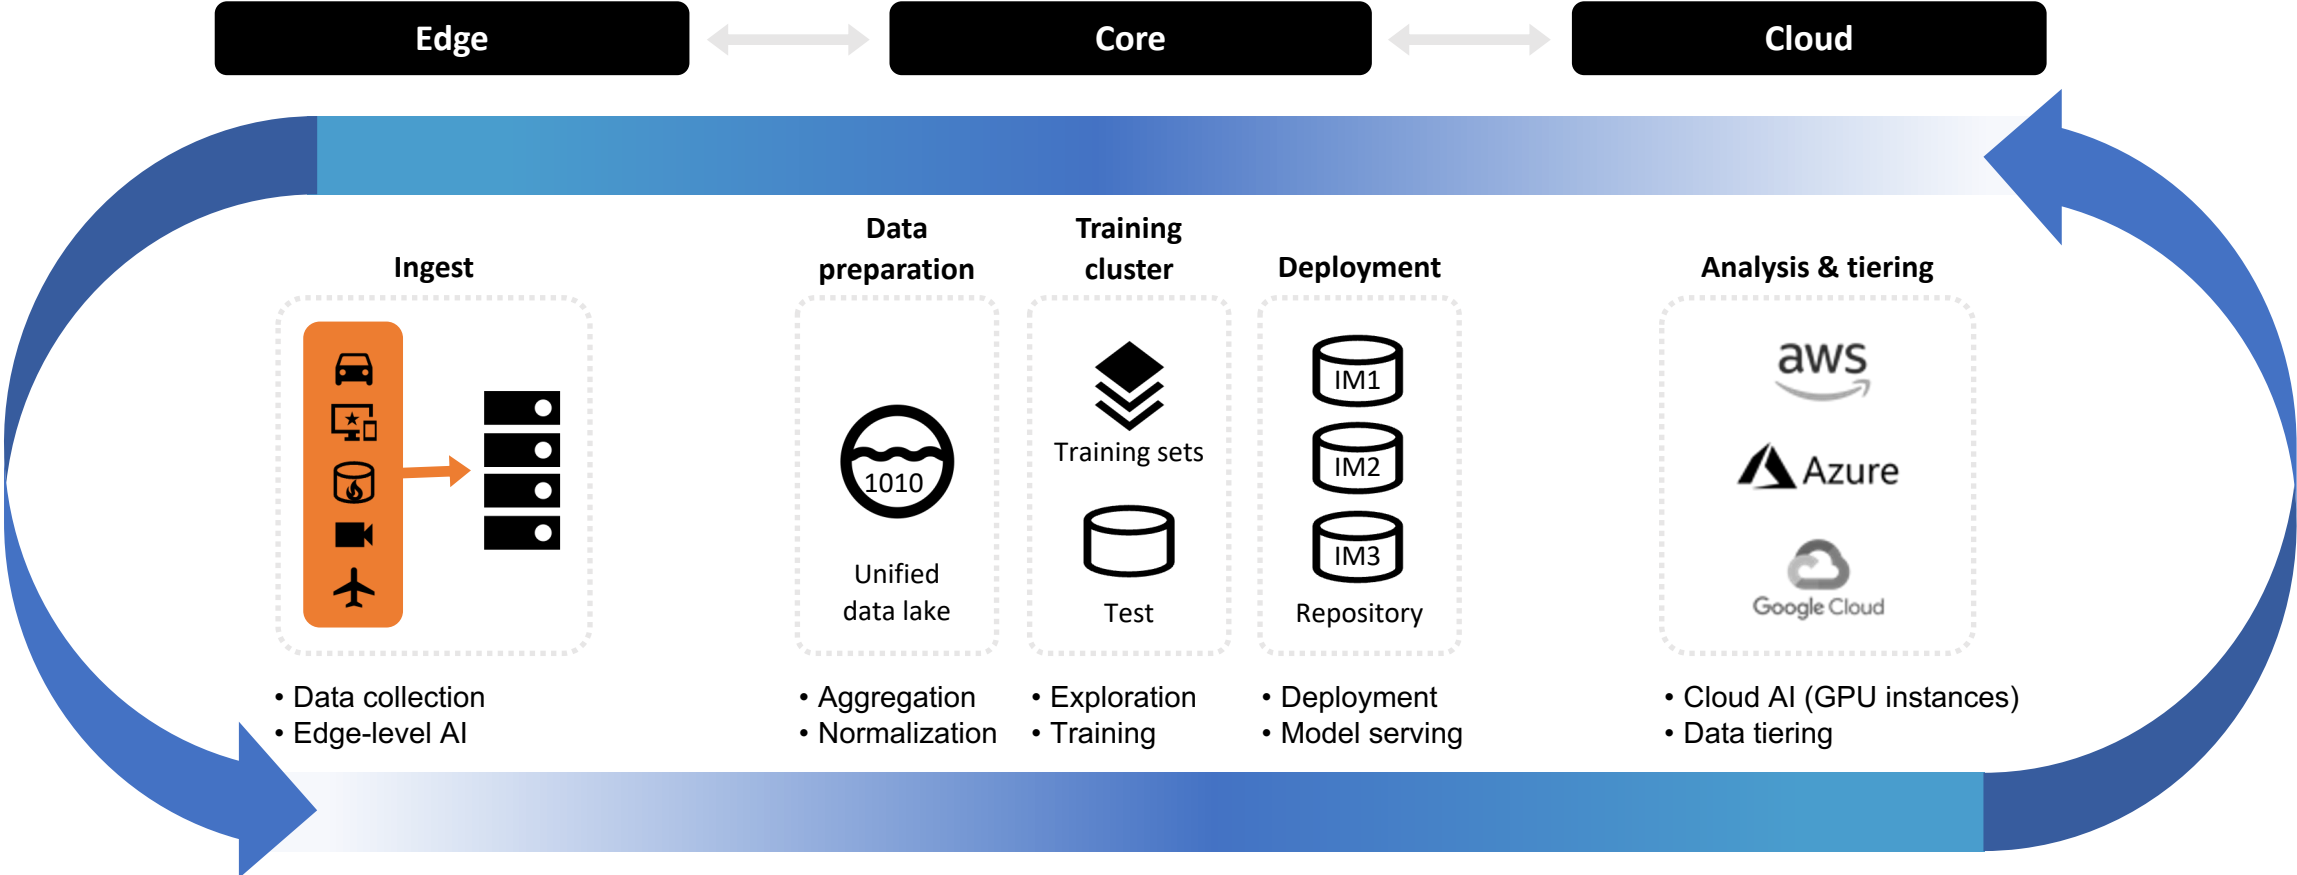 Edge
Core
Cloud
Ingest
Data
preparation
Training
cluster
Deployment
Analysis & tiering
1010
Unified
data lake
Training sets
Test
IM1
IM2
IM3
Repository
aws
Azure
Google Cloud
• Data collection
• Edge-level AI
• Aggregation
• Normalization
• Exploration
• Training
• Deployment
• Model serving
• Cloud AI (GPU instances)
• Data tiering